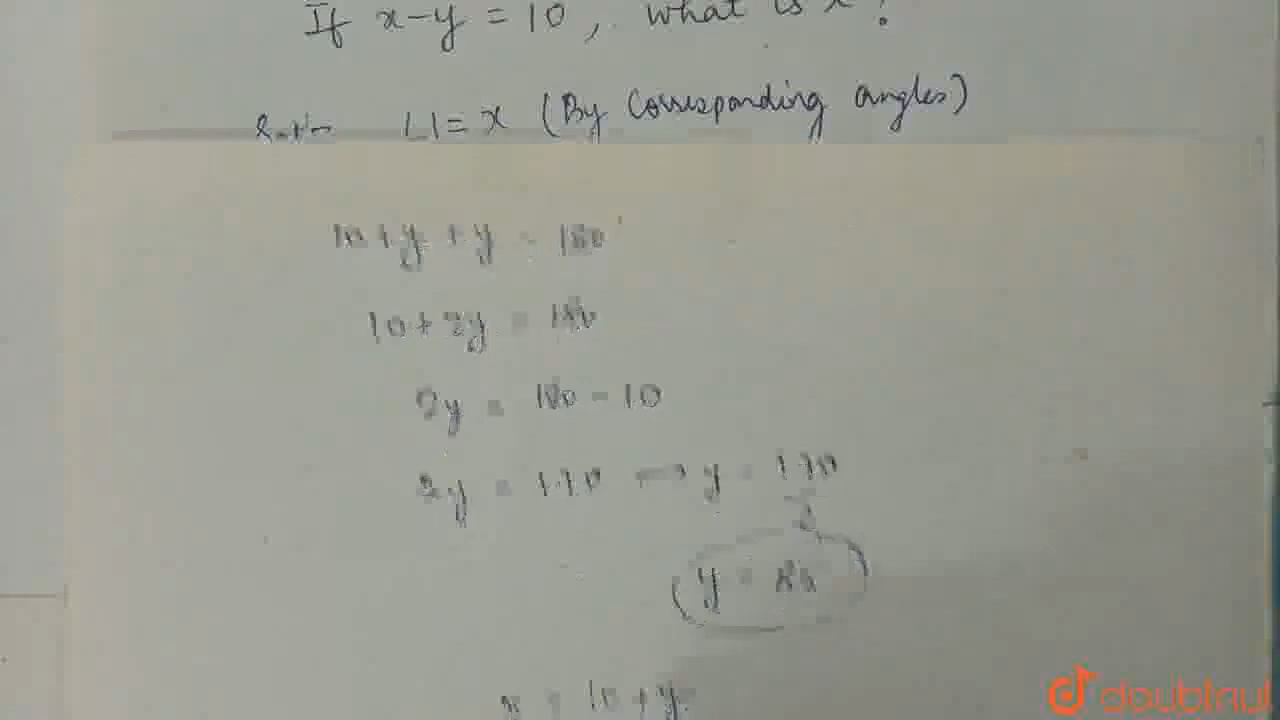 If x-y = 10, what is x?
Soln ∠1 = x (By Corresponding angles)
10+y+y = 180
10+2y = 180
2y = 180-10
2y = 170 ⟹ y = 170/2
y = 85
x = 10+y
doubtnut